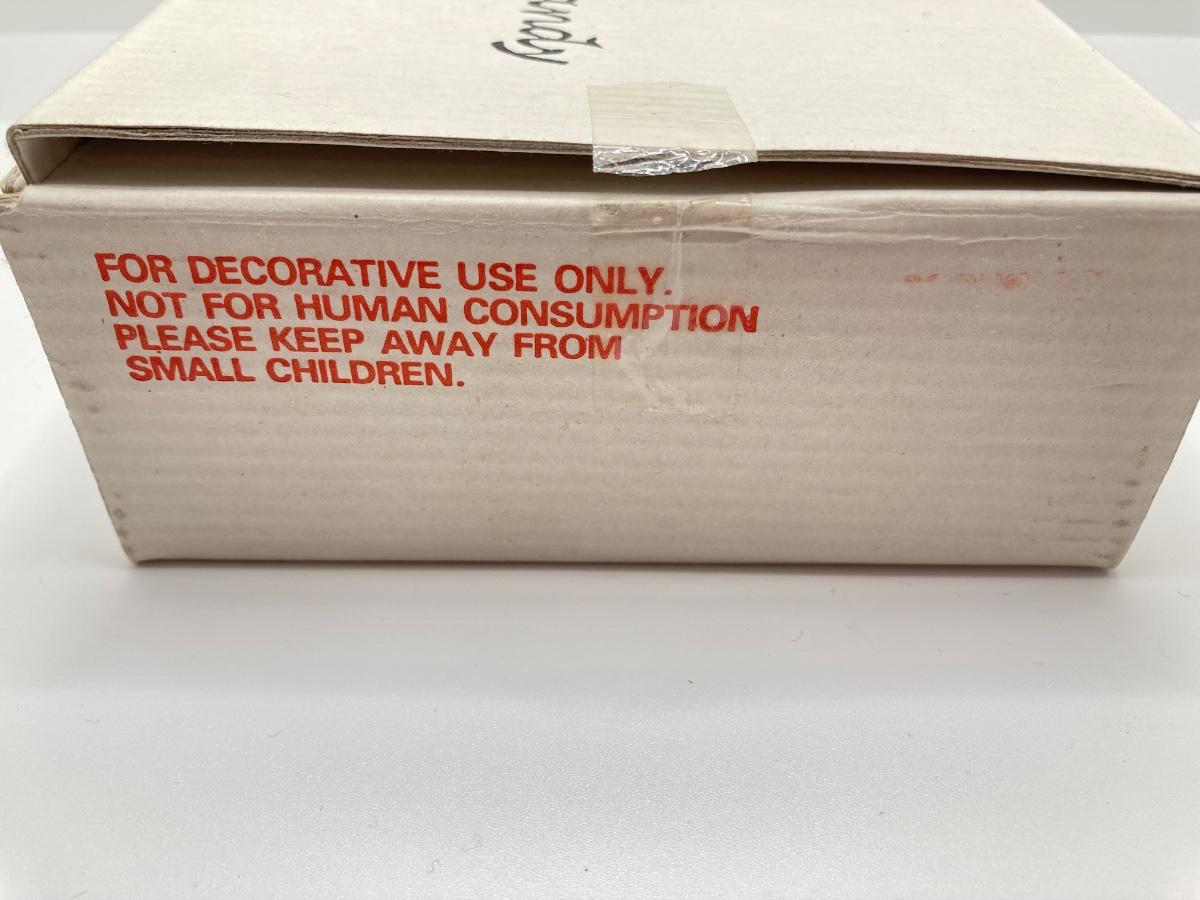 FOR DECORATIVE USE ONLY.
NOT FOR HUMAN CONSUMPTION
PLEASE KEEP AWAY FROM
SMALL CHILDREN.